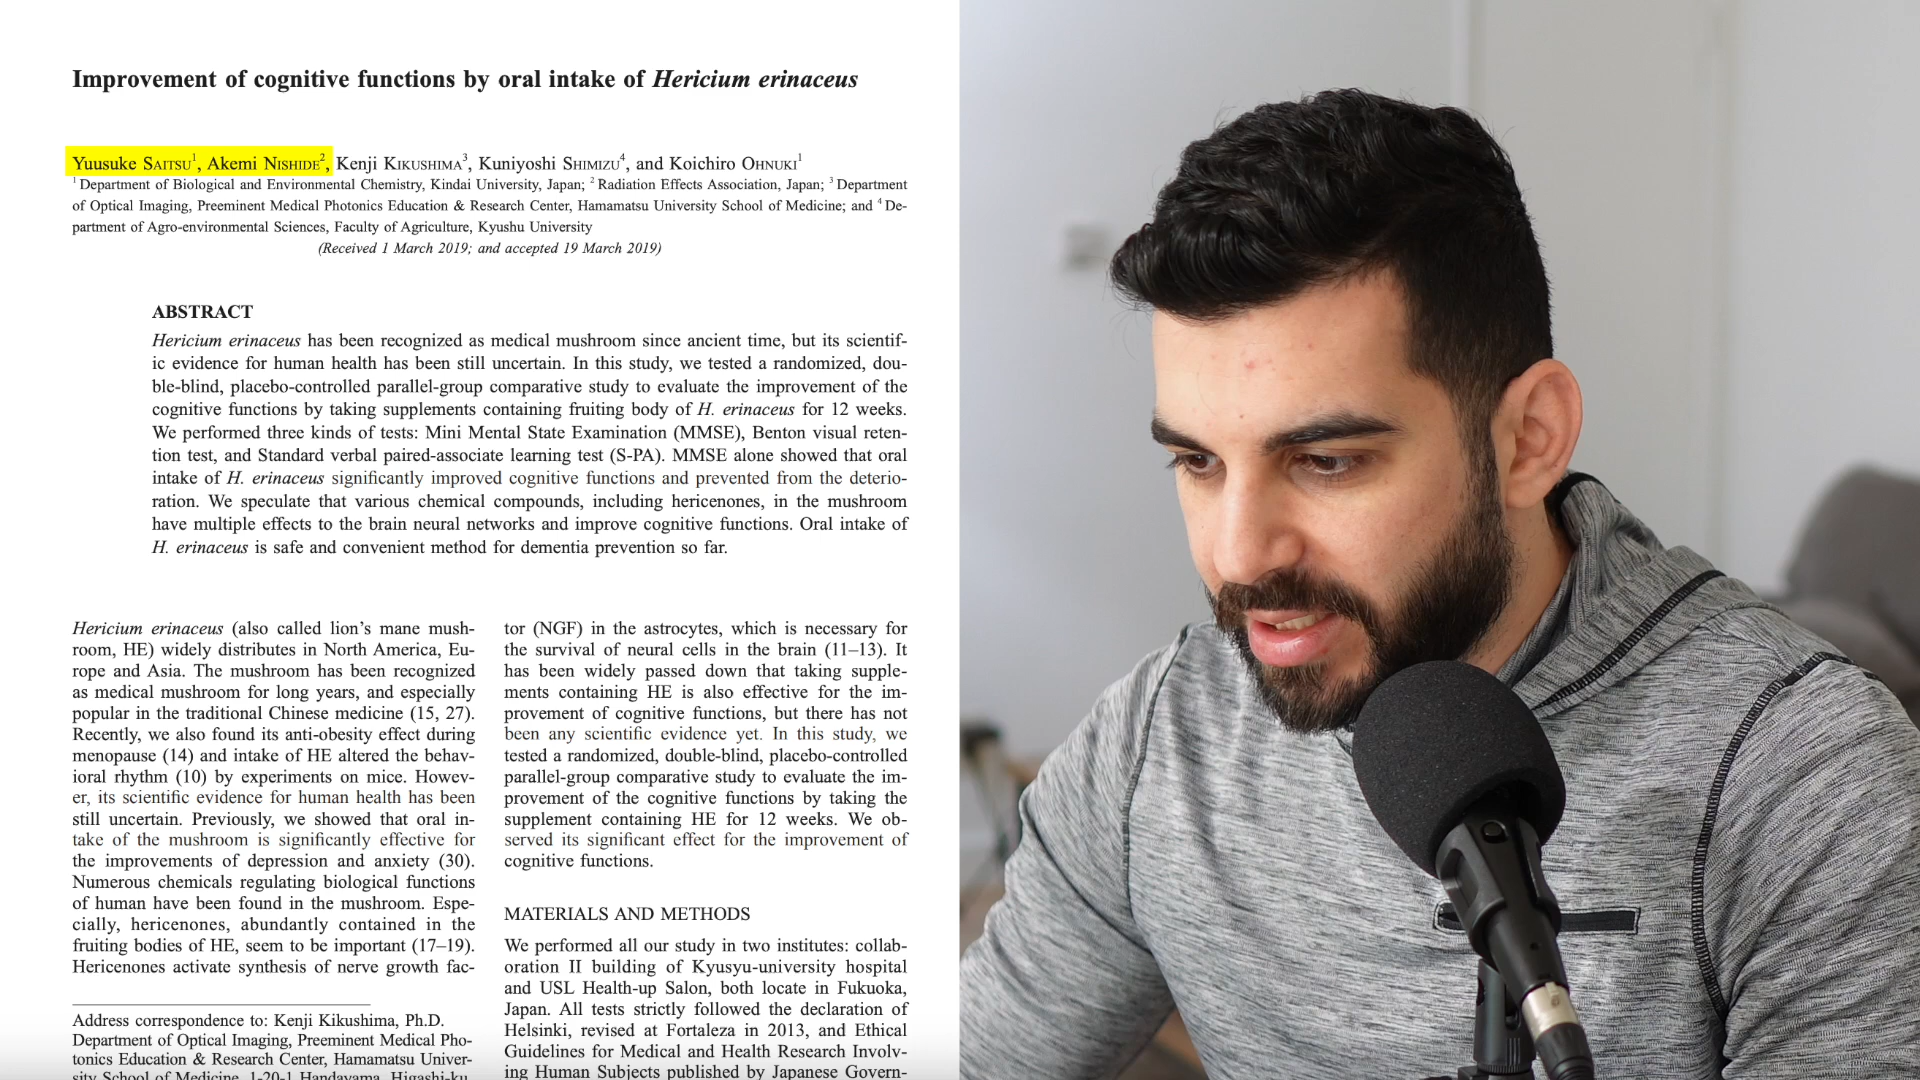 Improvement of cognitive functions by oral intake of Hericium erinaceus
Yuusuke SAITSU1, Akemi NISHIDE2, Kenji KIKUSHIMA3, Kuniyoshi SHIMIZU4, and Koichiro OHNUKI1
1 Department of Biological and Environmental Chemistry, Kindai University, Japan; 2 Radiation Effects Association, Japan; 3 Department
of Optical Imaging, Preeminent Medical Photonics Education & Research Center, Hamamatsu University School of Medicine; and 4 De-
partment of Agro-environmental Sciences, Faculty of Agriculture, Kyushu University
(Received 1 March 2019; and accepted 19 March 2019)
ABSTRACT
Hericium erinaceus has been recognized as medical mushroom since ancient time, but its scientif-
ic evidence for human health has been still uncertain. In this study, we tested a randomized, dou-
ble-blind, placebo-controlled parallel-group comparative study to evaluate the improvement of the
cognitive functions by taking supplements containing fruiting body of H. erinaceus for 12 weeks.
We performed three kinds of tests: Mini Mental State Examination (MMSE), Benton visual reten-
tion test, and Standard verbal paired-associate learning test (S-PA). MMSE alone showed that oral
intake of H. erinaceus significantly improved cognitive functions and prevented from the deterio-
ration. We speculate that various chemical compounds, including hericenones, in the mushroom
have multiple effects to the brain neural networks and improve cognitive functions. Oral intake of
H. erinaceus is safe and convenient method for dementia prevention so far.
Hericium erinaceus (also called lion's mane mush-
room, HE) widely distributes in North America, Eu-
rope and Asia. The mushroom has been recognized
as medical mushroom for long years, and especially
popular in the traditional Chinese medicine (15, 27).
Recently, we also found its anti-obesity effect during
menopause (14) and intake of HE altered the behav-
ioral rhythm (10) by experiments on mice. Howev-
er, its scientific evidence for human health has been
still uncertain. Previously, we showed that oral in-
take of the mushroom is significantly effective for
the improvements of depression and anxiety (30).
Numerous chemicals regulating biological functions
of human have been found in the mushroom. Espe-
cially, hericenones, abundantly contained in the
fruiting bodies of HE, seem to be important (17–19).
Hericenones activate synthesis of nerve growth fac-
Address correspondence to: Kenji Kikushima, Ph.D.
Department of Optical Imaging, Preeminent Medical Pho-
tonics Education & Research Center, Hamamatsu Univer-
sity School of Medicine, 1-20-1 Handayama, Higashi-ku,
tor (NGF) in the astrocytes, which is necessary for
the survival of neural cells in the brain (11–13). It
has been widely passed down that taking supple-
ments containing HE is also effective for the im-
provement of cognitive functions, but there has not
been any scientific evidence yet. In this study, we
tested a randomized, double-blind, placebo-controlled
parallel-group comparative study to evaluate the im-
provement of the cognitive functions by taking the
supplement containing HE for 12 weeks. We ob-
served its significant effect for the improvement of
cognitive functions.
MATERIALS AND METHODS
We performed all our study in two institutes: collab-
oration II building of Kyusyu-university hospital
and USL Health-up Salon, both locate in Fukuoka,
Japan. All tests strictly followed the declaration of
Helsinki, revised at Fortaleza in 2013, and Ethical
Guidelines for Medical and Health Research Involv-
ing Human Subjects published by Japanese Govern-